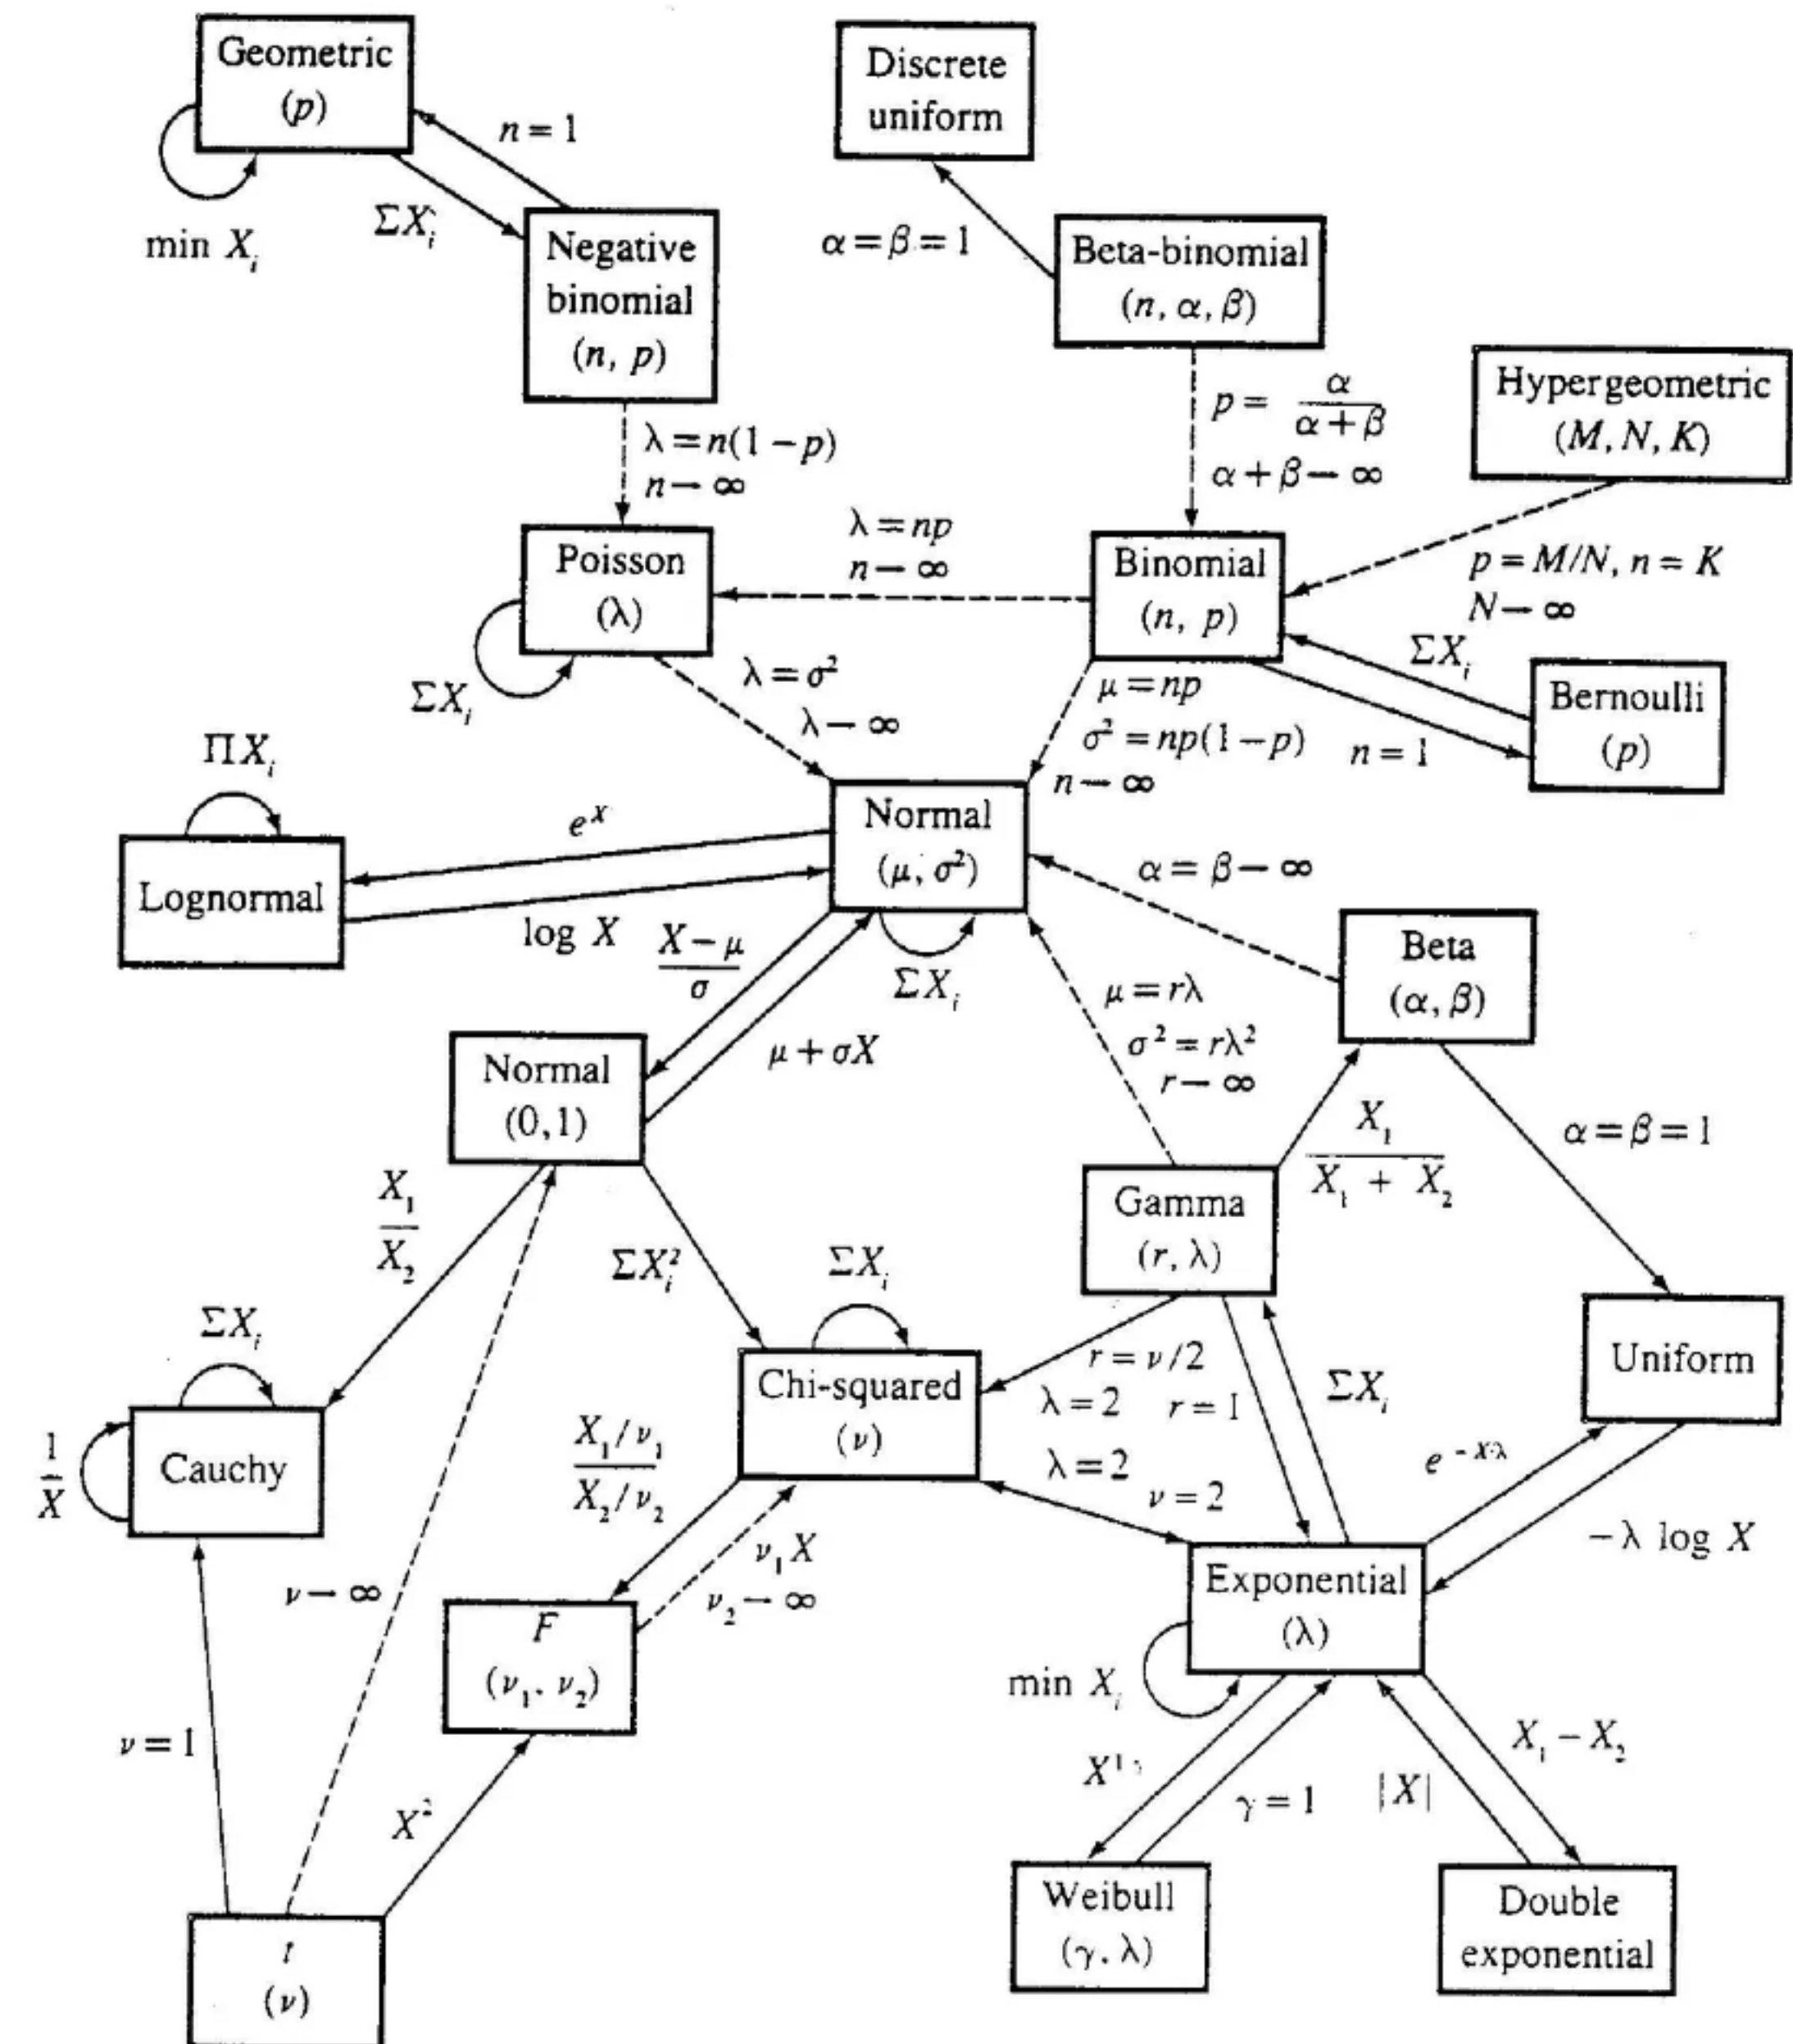 Geometric
(p)
min X_i
n = 1
ΣX_i
Negative
binomial
(n, p)
Discrete
uniform
α = β = 1
Beta-binomial
(n, α, β)
p = α / (α + β)
α + β → ∞
Hypergeometric
(M, N, K)
p = M/N, n = K
N → ∞
λ = n(1 − p)
n → ∞
Poisson
(λ)
ΣX_i
λ = np
n → ∞
Binomial
(n, p)
ΣX_i
n = 1
Bernoulli
(p)
λ = σ²
λ → ∞
μ = np
σ² = np(1 − p)
n → ∞
ΠX_i
Lognormal
e^X
log X
Normal
(μ, σ²)
ΣX_i
α = β → ∞
Beta
(α, β)
X − μ
σ
μ + σX
Normal
(0, 1)
μ = rλ
σ² = rλ²
r → ∞
X_1
X_1 + X_2
α = β = 1
Gamma
(r, λ)
X_1
X_2
ΣX_i²
ΣX_i
ΣX_i
Cauchy
1
X
Chi-squared
(ν)
r = ν/2
λ = 2
r = 1
ΣX_i
λ = 2
ν = 2
Uniform
e^−X/λ
−λ log X
X_1/ν_1
X_2/ν_2
ν_1 X
ν_2 → ∞
ν → ∞
F
(ν_1, ν_2)
Exponential
(λ)
min X_i
ν = 1
X²
X^1/γ
γ = 1
|X|
X_1 − X_2
t
(ν)
Weibull
(γ, λ)
Double
exponential